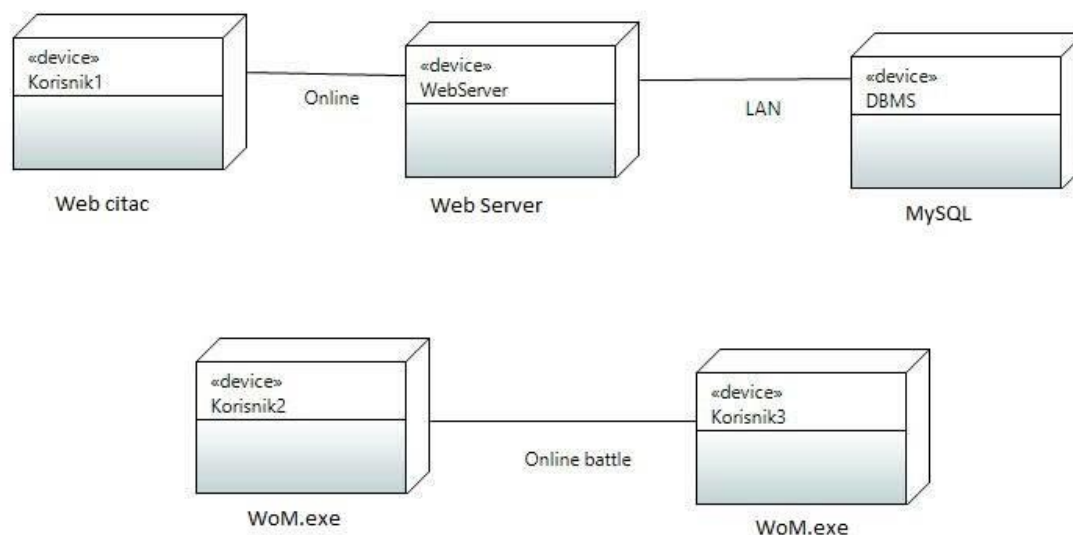 «device»
Korisnik1
Online
«device»
WebServer
LAN
«device»
DBMS
Web citac
Web Server
MySQL
«device»
Korisnik2
Online battle
«device»
Korisnik3
WoM.exe
WoM.exe